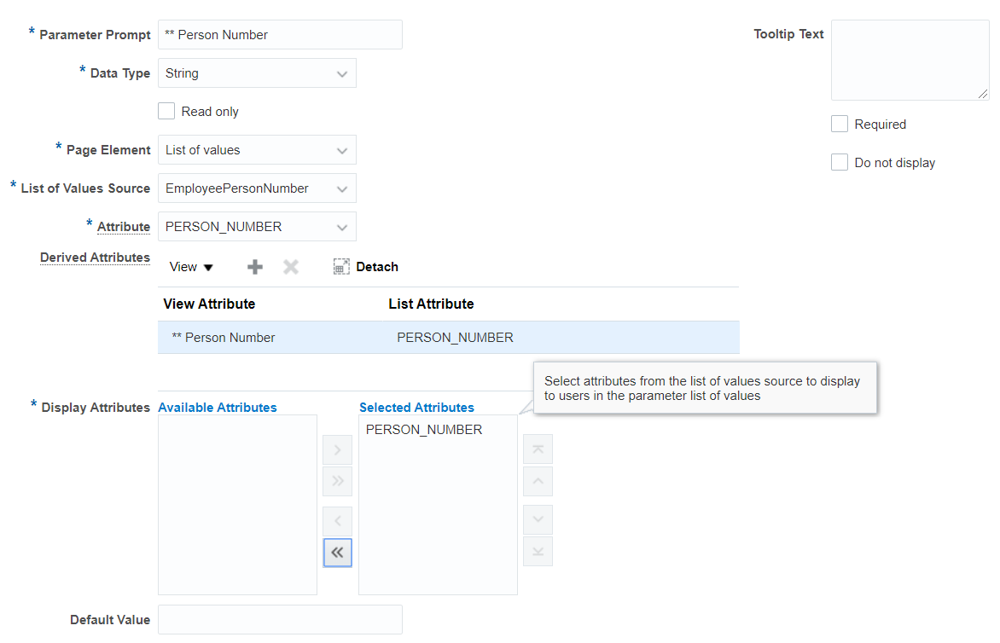 * Parameter Prompt ** Person Number
Tooltip Text
* Data Type String
Read only
Required
* Page Element List of values
Do not display
* List of Values Source EmployeePersonNumber
* Attribute PERSON_NUMBER
Derived Attributes
View Detach
View Attribute List Attribute
** Person Number PERSON_NUMBER
Select attributes from the list of values source to display
to users in the parameter list of values
* Display Attributes Available Attributes Selected Attributes
PERSON_NUMBER
Default Value